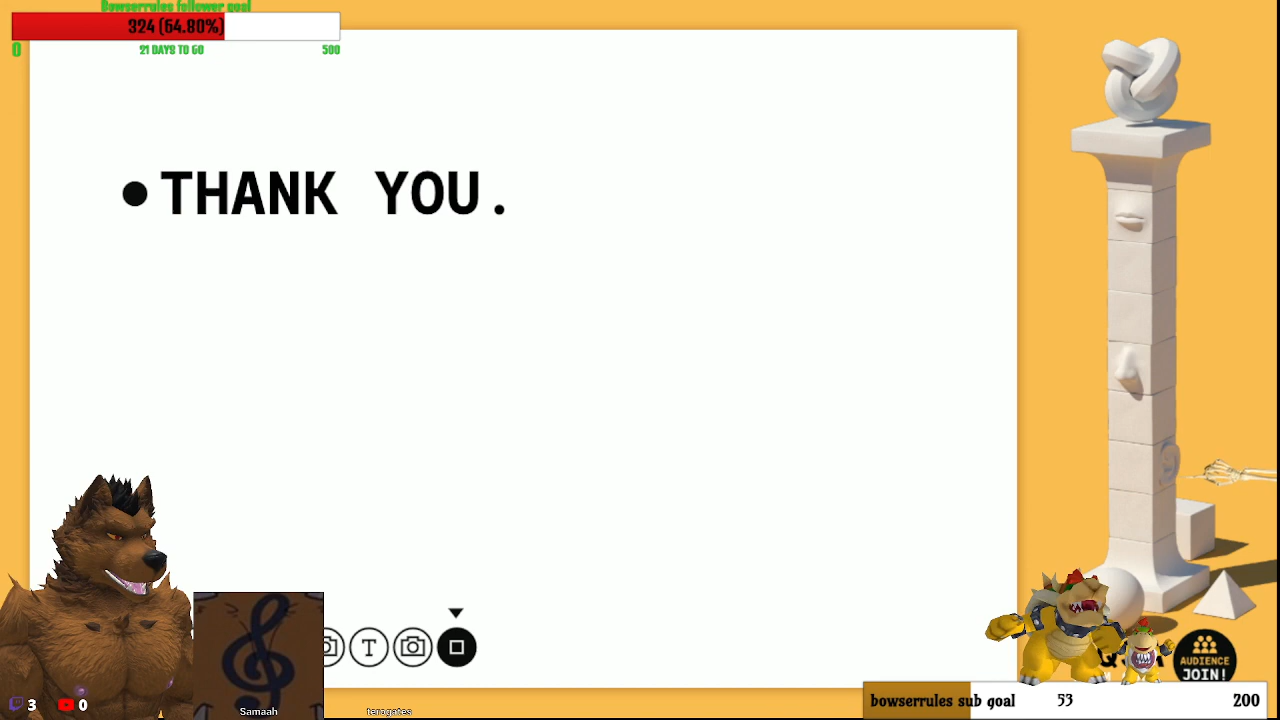 Bowserrules follower goal
324 (64.80%)
0
21 DAYS TO GO
500
THANK YOU.
T
AUDIENCE
JOIN!
bowserrules sub goal
53
200
3
0
Samaah
teragates